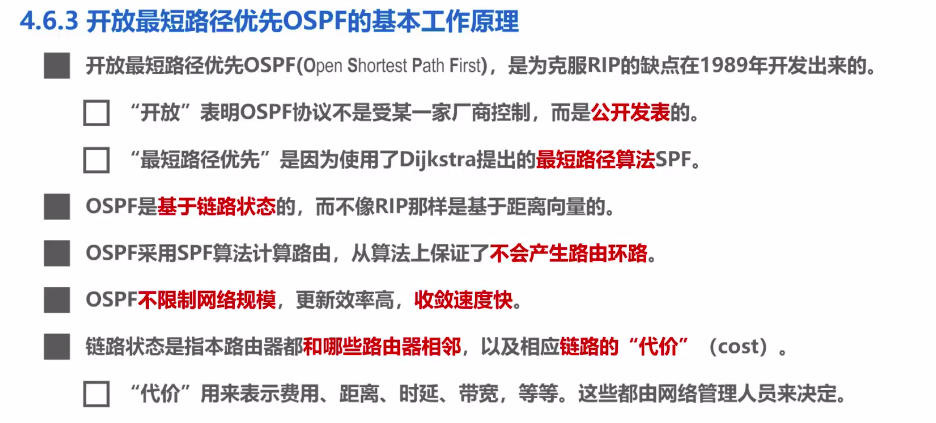 4.6.3 开放最短路径优先OSPF的基本工作原理
开放最短路径优先OSPF(Open Shortest Path First)，是为克服RIP的缺点在1989年开发出来的。
“开放”表明OSPF协议不是受某一家厂商控制，而是公开发表的。
“最短路径优先”是因为使用了Dijkstra提出的最短路径算法SPF。
OSPF是基于链路状态的，而不像RIP那样是基于距离向量的。
OSPF采用SPF算法计算路由，从算法上保证了不会产生路由环路。
OSPF不限制网络规模，更新效率高，收敛速度快。
链路状态是指本路由器都和哪些路由器相邻，以及相应链路的“代价”（cost）。
“代价”用来表示费用、距离、时延、带宽，等等。这些都由网络管理人员来决定。